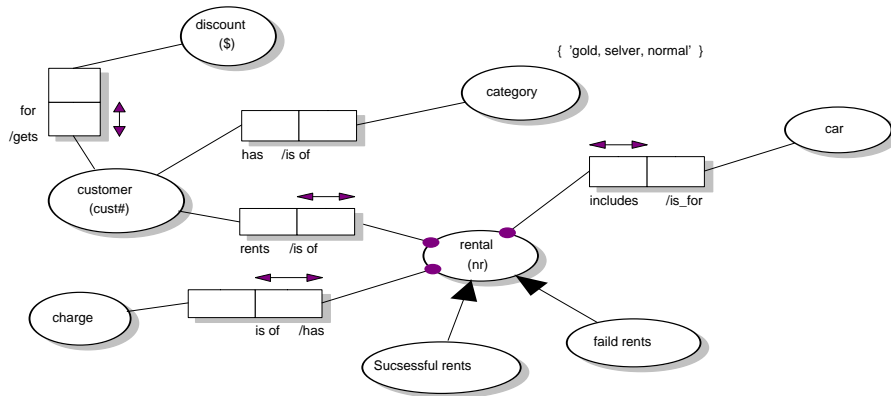 discount
($)
{ 'gold, selver, normal' }
for
/gets
category
car
has /is of
customer
(cust#)
includes /is_for
rents /is of
rental
(nr)
charge
is of /has
faild rents
Sucsessful rents